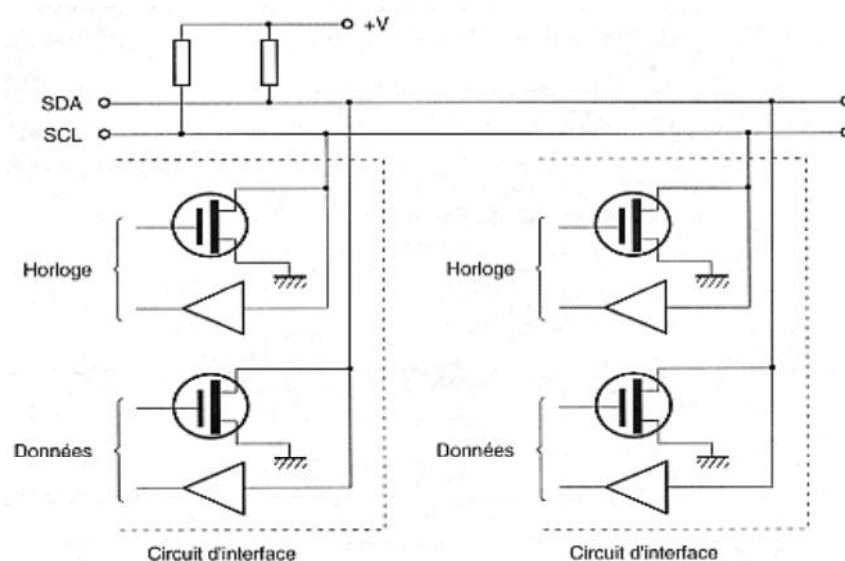 +V
SDA
SCL
Horloge
Horloge
Données
Données
Circuit d'interface
Circuit d'interface